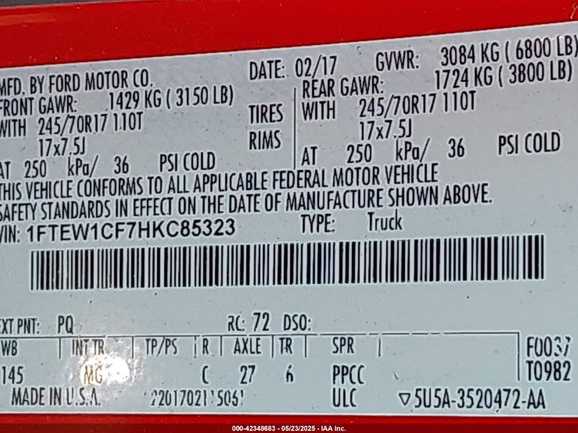 MFD. BY FORD MOTOR CO. DATE: 02/17 GVWR: 3084 KG ( 6800 LB)
FRONT GAWR: 1429 KG ( 3150 LB) REAR GAWR: 1724 KG ( 3800 LB)
WITH 245/70R17 110T TIRES WITH 245/70R17 110T
17x7.5J RIMS 17x7.5J
AT 250 kPa/ 36 PSI COLD AT 250 kPa/ 36 PSI COLD
THIS VEHICLE CONFORMS TO ALL APPLICABLE FEDERAL MOTOR VEHICLE
SAFETY STANDARDS IN EFFECT ON THE DATE OF MANUFACTURE SHOWN ABOVE.
VIN: 1FTEW1CF7HKC85323 TYPE: Truck
EXT PNT: PQ RC: 72 DSO:
WB INT TR TP/PS R AXLE TR SPR F0037
145 MG C 27 6 PPCC T0982
MADE IN U.S.A. ULC ▽5U5A-3520472-AA
000-42348683 - 05/23/2025 - IAA, Inc.